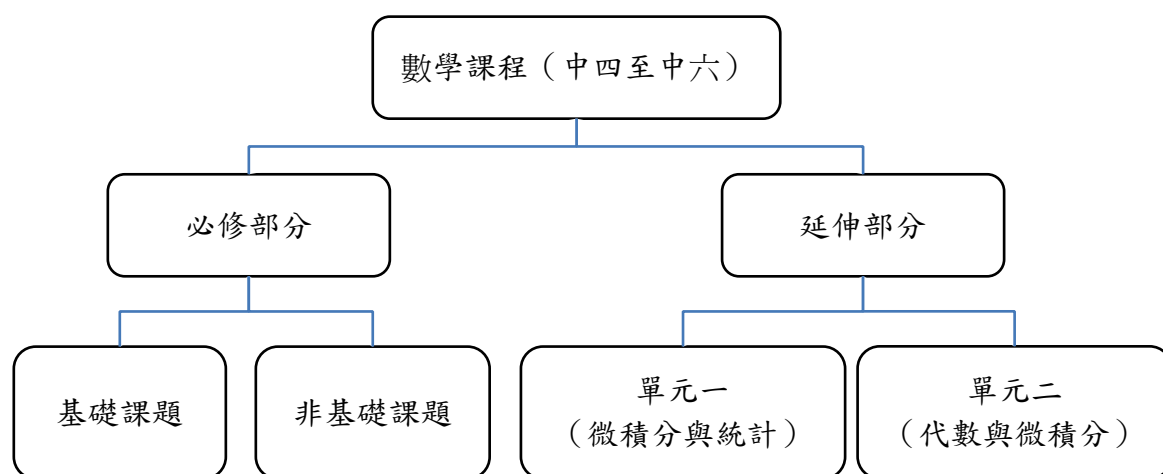 數學課程（中四至中六）
必修部分
延伸部分
基礎課題
非基礎課題
單元一
（微積分與統計）
單元二
（代數與微積分）